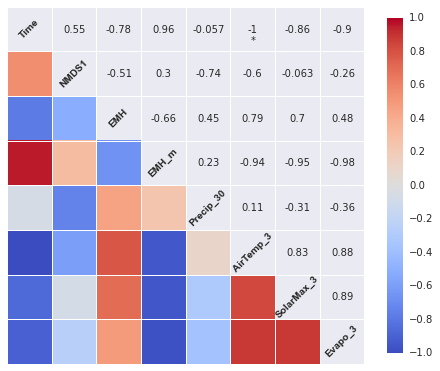 Time 0.55 -0.78 0.96 -0.057 -1 -0.86 -0.9
*
NMDS1 -0.51 0.3 -0.74 -0.6 -0.063 -0.26
EMH -0.66 0.45 0.79 0.7 0.48
EMH_m 0.23 -0.94 -0.95 -0.98
Precip_30 0.11 -0.31 -0.36
AirTemp_3 0.83 0.88
SolarMax_3 0.89
Evapo_3
1.0
0.8
0.6
0.4
0.2
0.0
−0.2
−0.4
−0.6
−0.8
−1.0